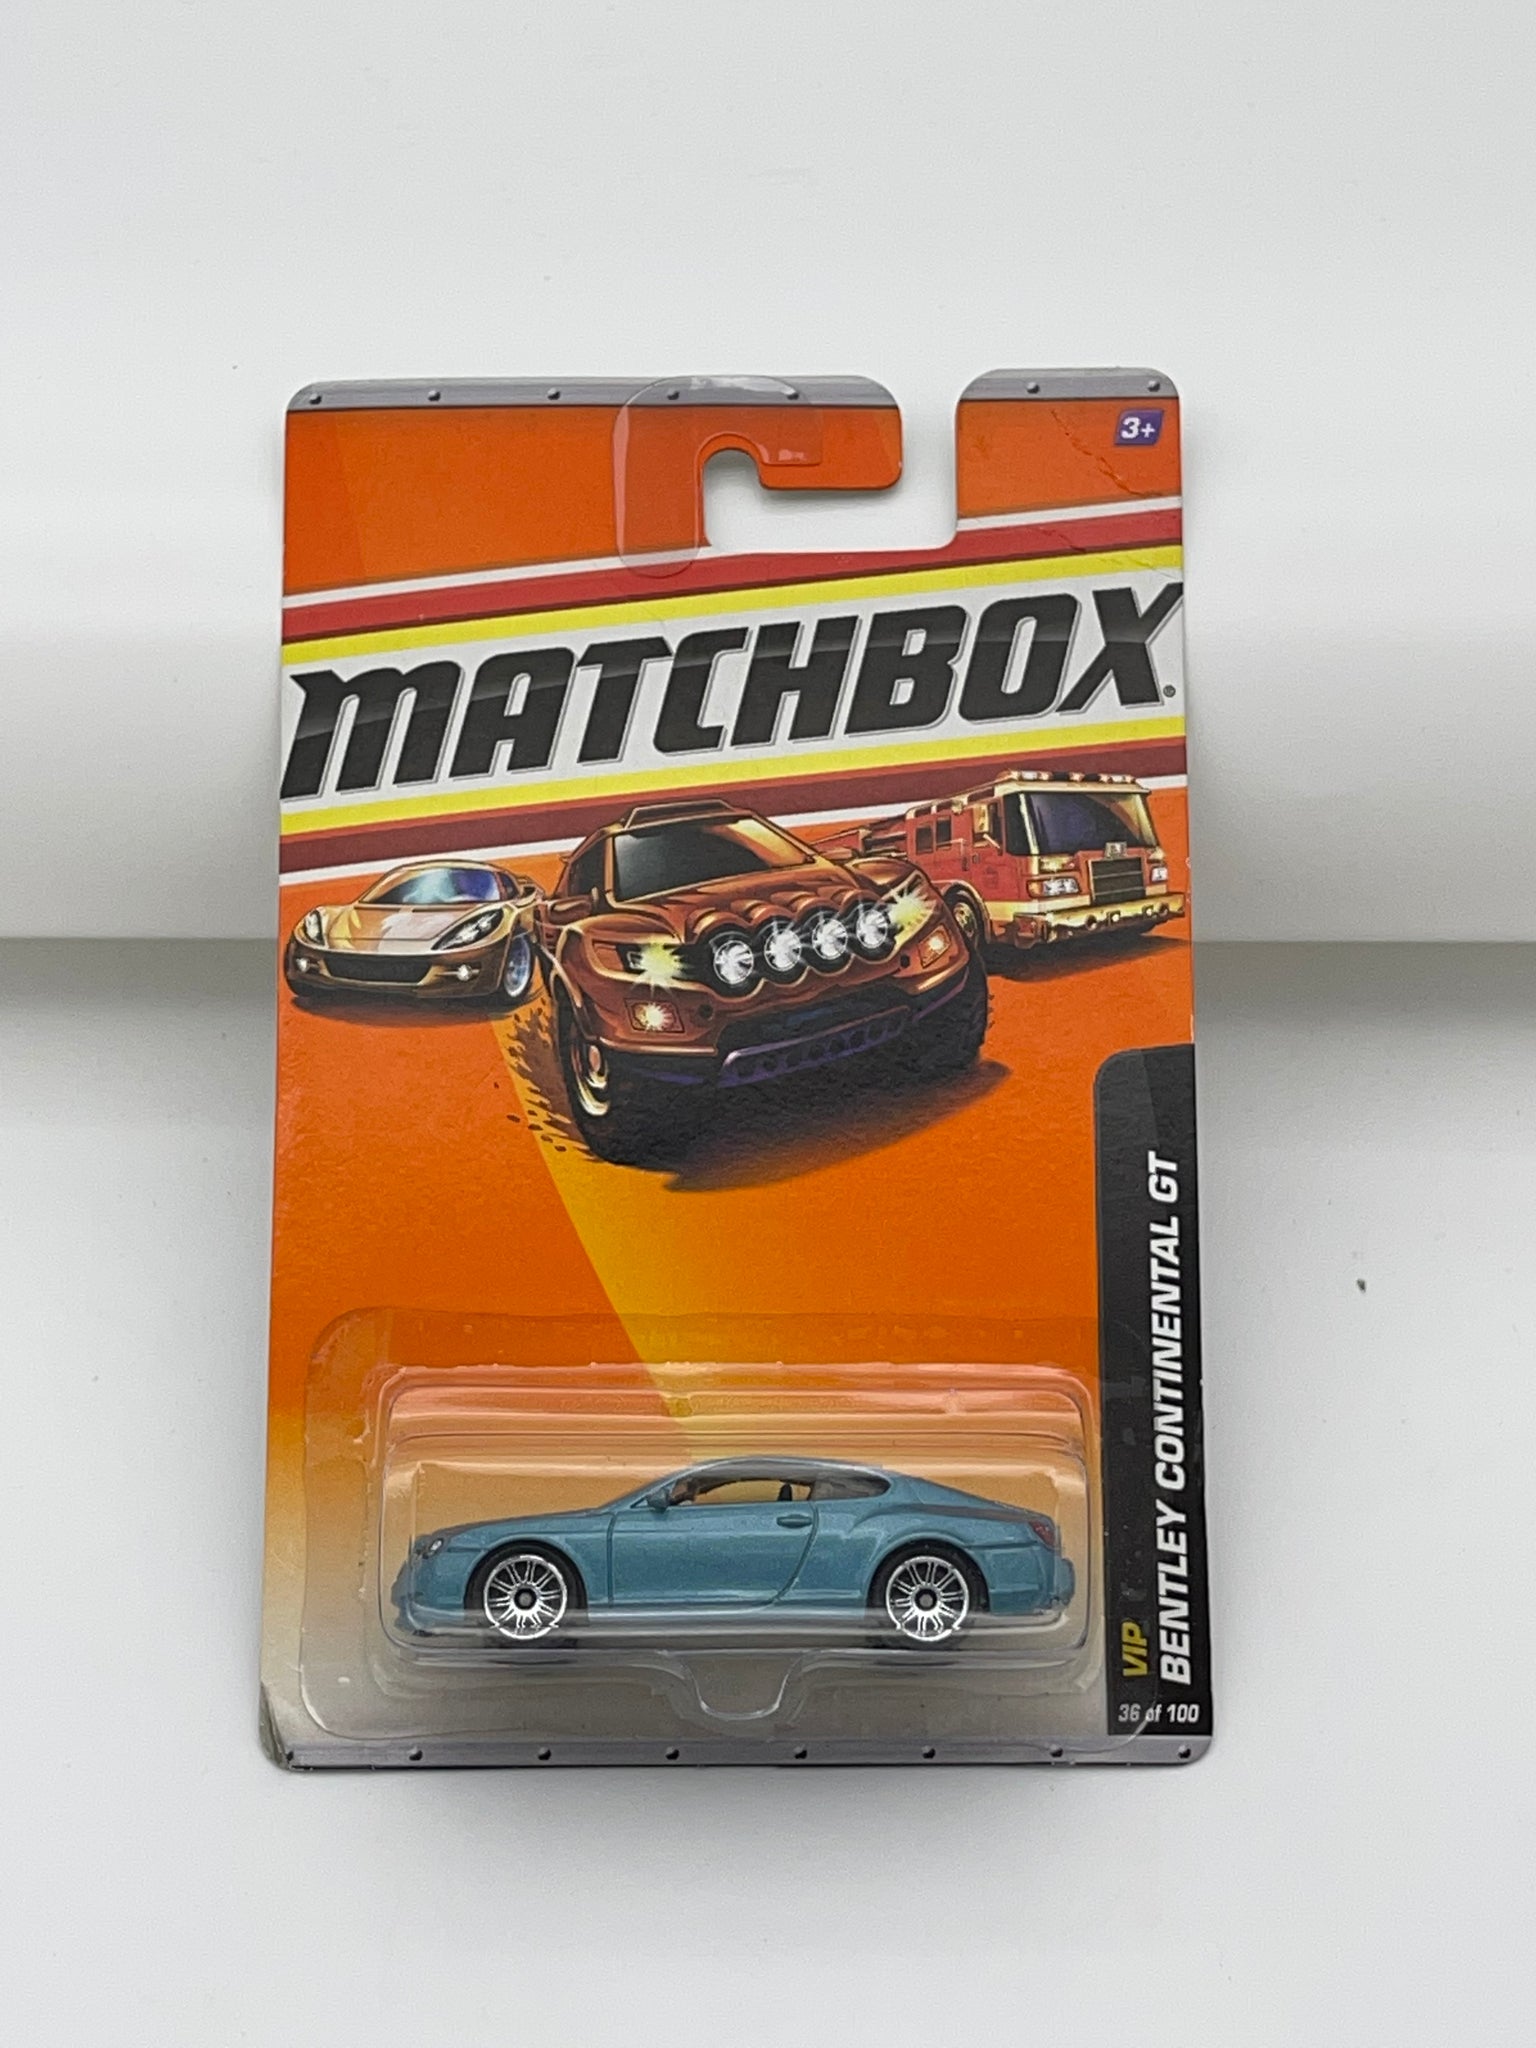 3+
MATCHBOX®
VIP
BENTLEY CONTINENTAL GT
36 of 100